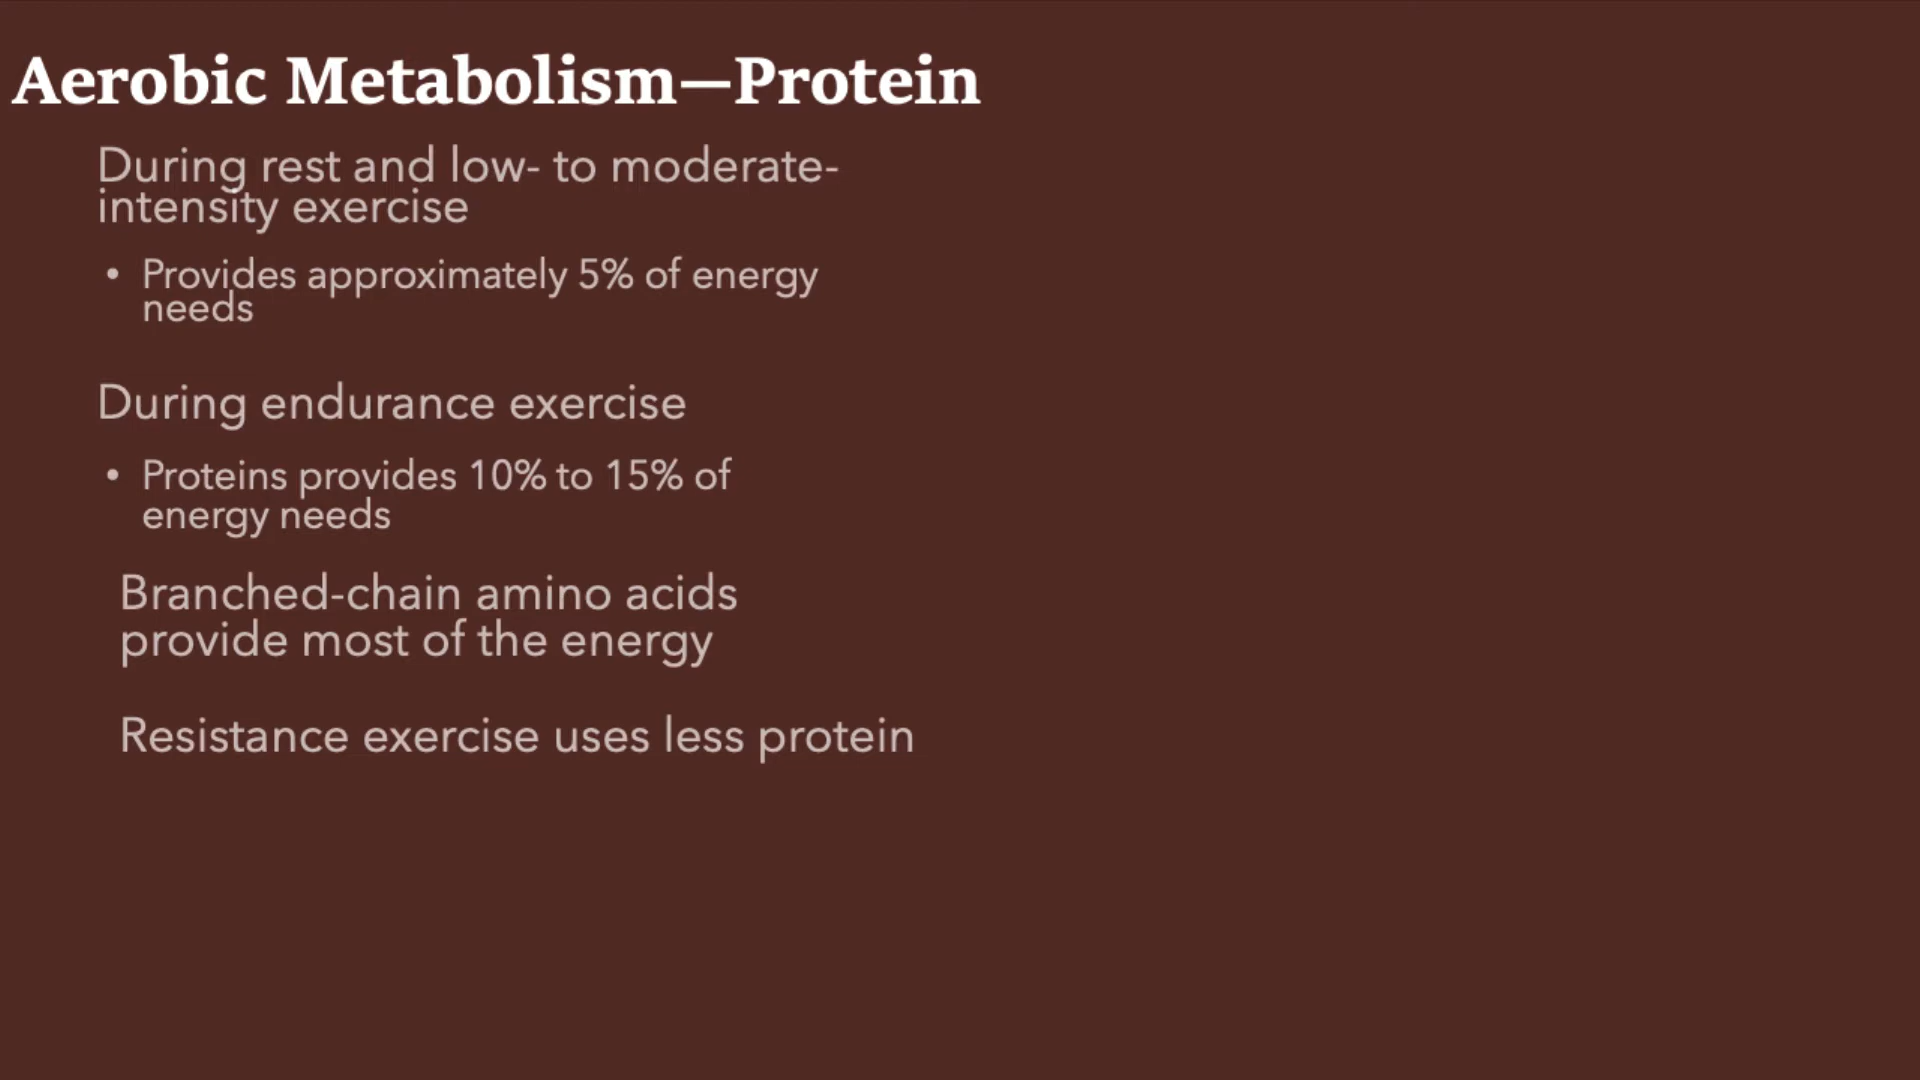 Aerobic Metabolism—Protein
During rest and low- to moderate-
intensity exercise
• Provides approximately 5% of energy
needs
During endurance exercise
• Proteins provides 10% to 15% of
energy needs
Branched-chain amino acids
provide most of the energy
Resistance exercise uses less protein